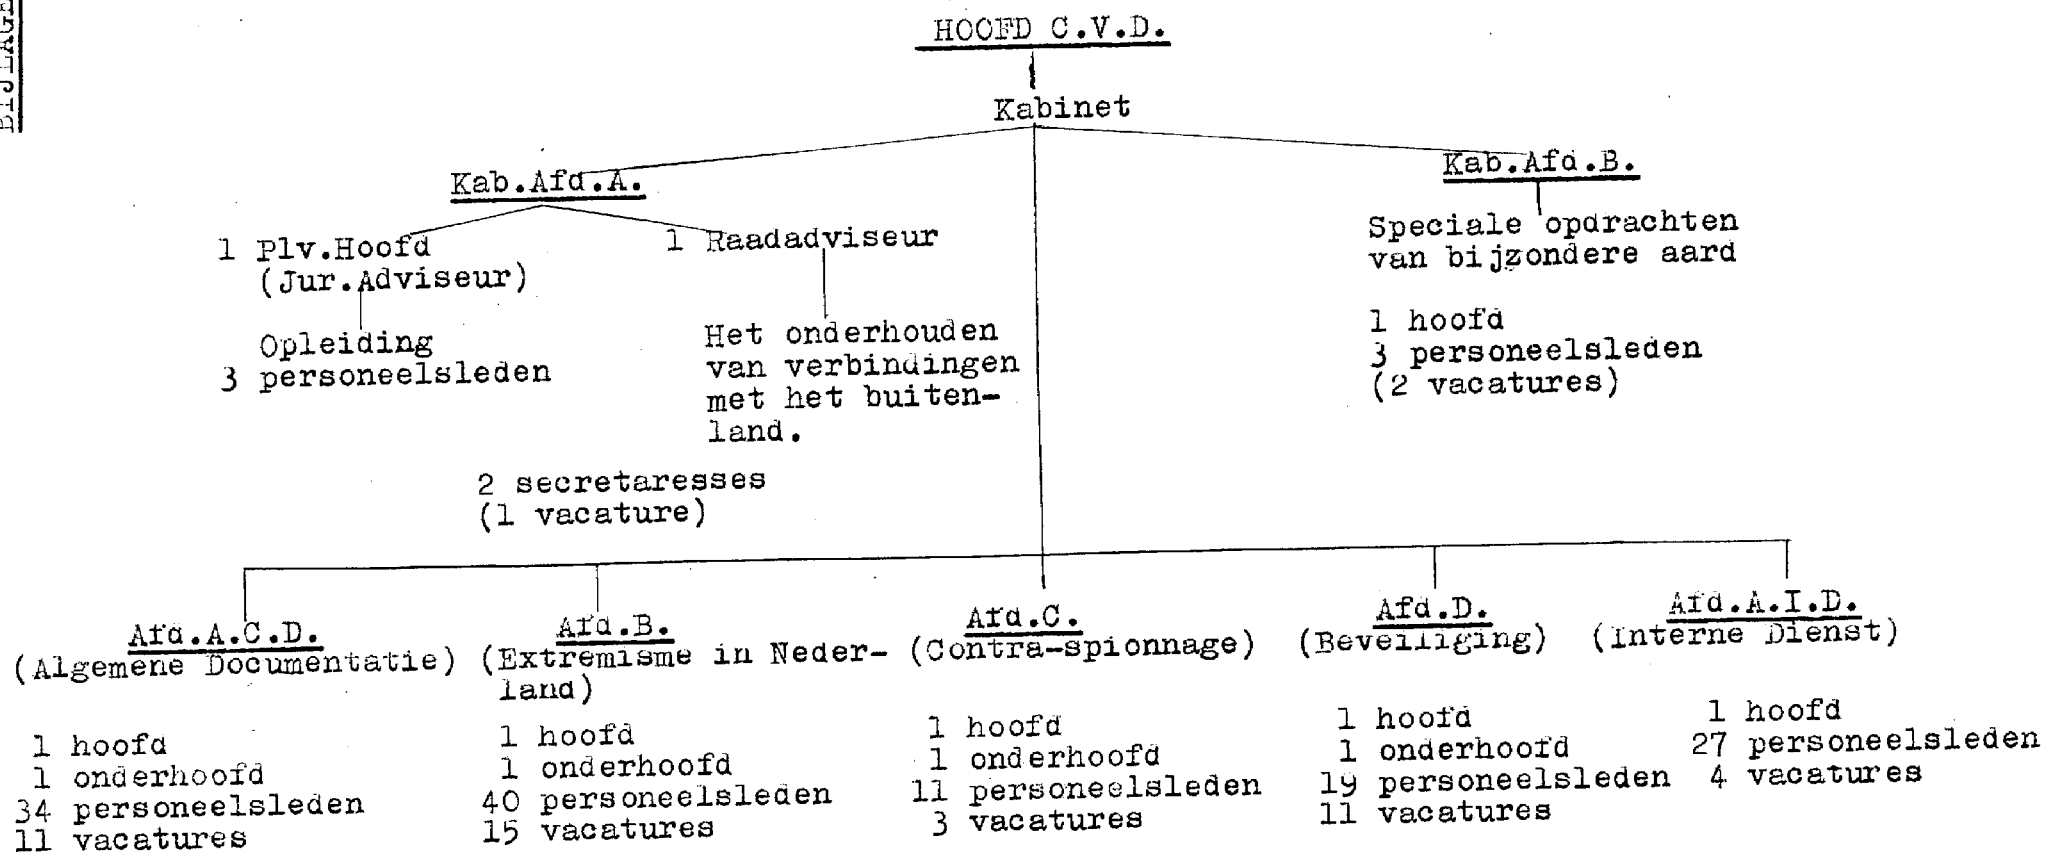 BIJLAGE
HOOFD C.V.D.
Kabinet
Kab.Afd.A.
1 Plv.Hoofd
(Jur.Adviseur)
Opleiding
3 personeelsleden
1 Raadadviseur
Het onderhouden
van verbindingen
met het buiten-
land.
2 secretaresses
(1 vacature)
Kab.Afd.B.
Speciale opdrachten
van bijzondere aard
1 hoofd
3 personeelsleden
(2 vacatures)
Afd.A.C.D.
(Algemene Documentatie)
1 hoofd
1 onderhoofd
34 personeelsleden
11 vacatures
Afd.B.
(Extremisme in Neder-
land)
1 hoofd
1 onderhoofd
40 personeelsleden
15 vacatures
Afd.C.
(Contra-spionnage)
1 hoofd
1 onderhoofd
11 personeelsleden
3 vacatures
Afd.D.
(Beveiliging)
1 hoofd
1 onderhoofd
19 personeelsleden
11 vacatures
Afd.A.I.D.
(Interne Dienst)
1 hoofd
27 personeelsleden
4 vacatures